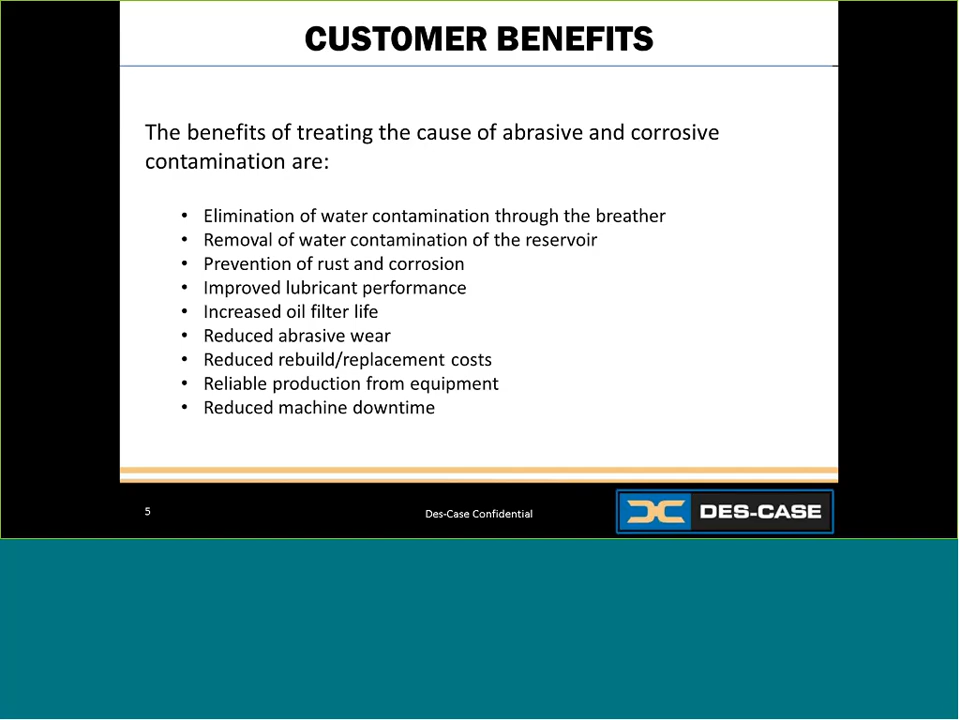 CUSTOMER BENEFITS
The benefits of treating the cause of abrasive and corrosive
contamination are:
• Elimination of water contamination through the breather
• Removal of water contamination of the reservoir
• Prevention of rust and corrosion
• Improved lubricant performance
• Increased oil filter life
• Reduced abrasive wear
• Reduced rebuild/replacement costs
• Reliable production from equipment
• Reduced machine downtime
5
Des-Case Confidential
DES-CASE